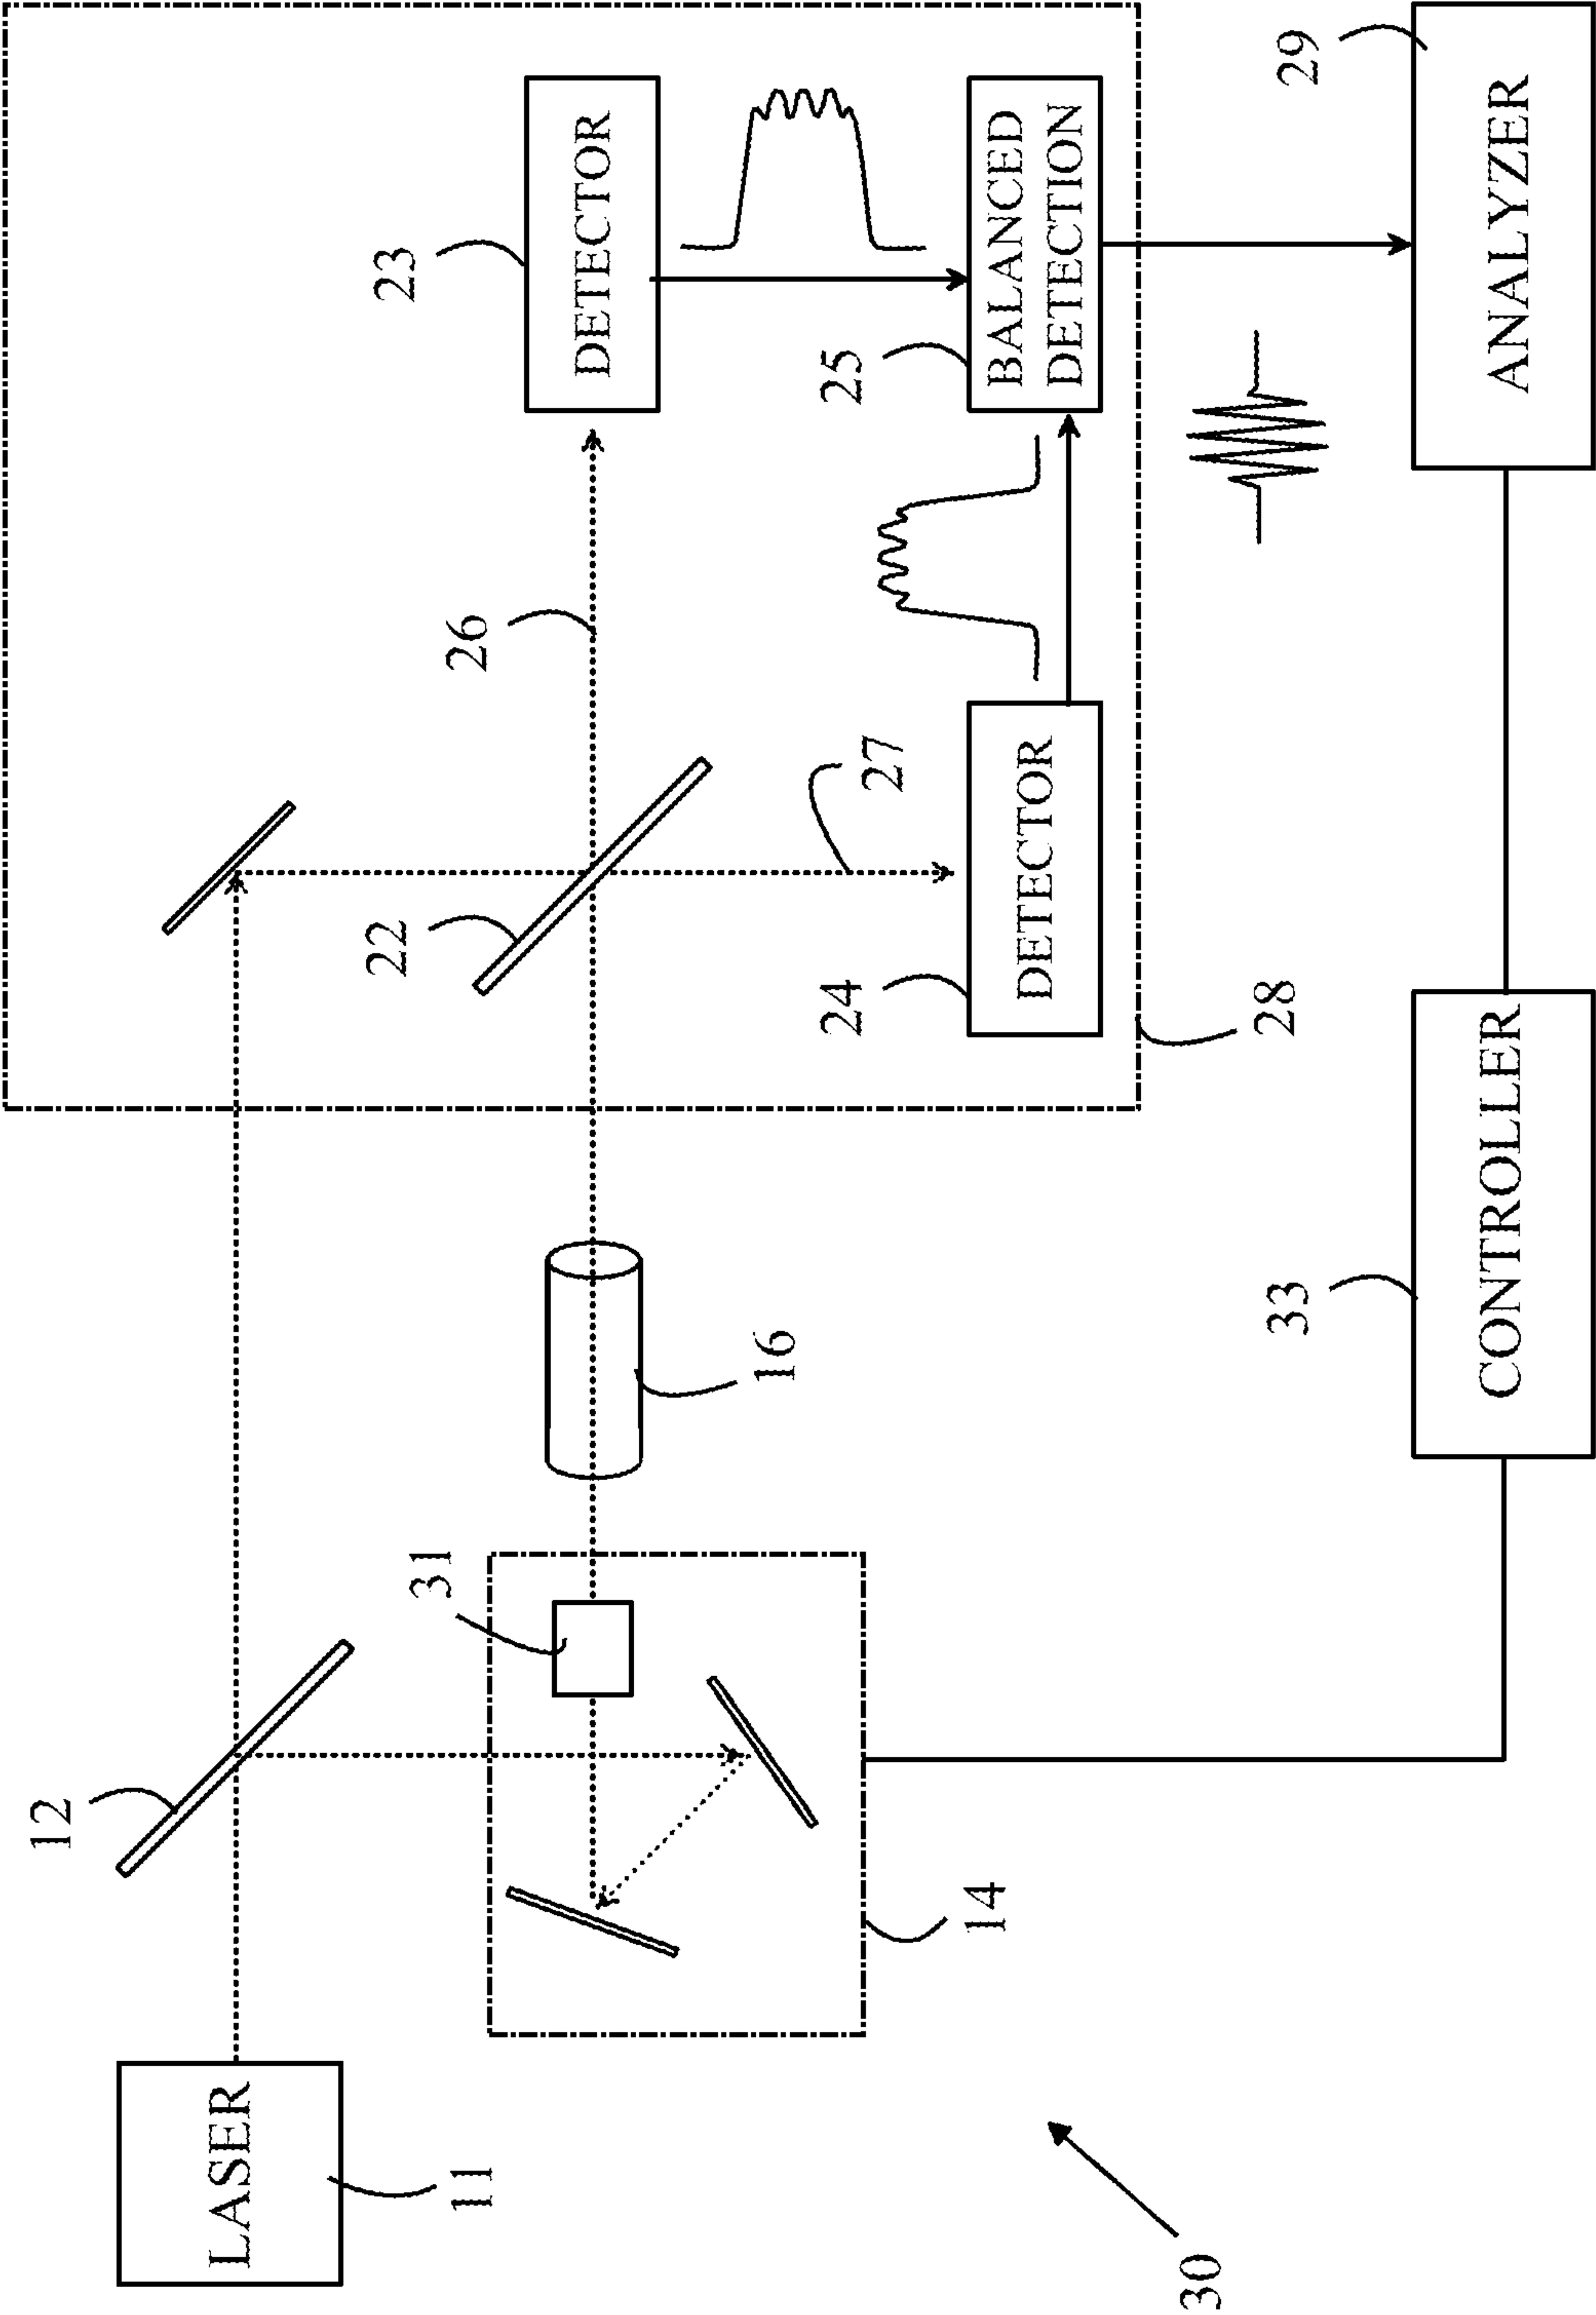 LASER
11
12
14
31
16
22
26
27
23
DETECTOR
24
DETECTOR
25
BALANCED
DETECTION
28
29
ANALYZER
33
CONTROLLER
30